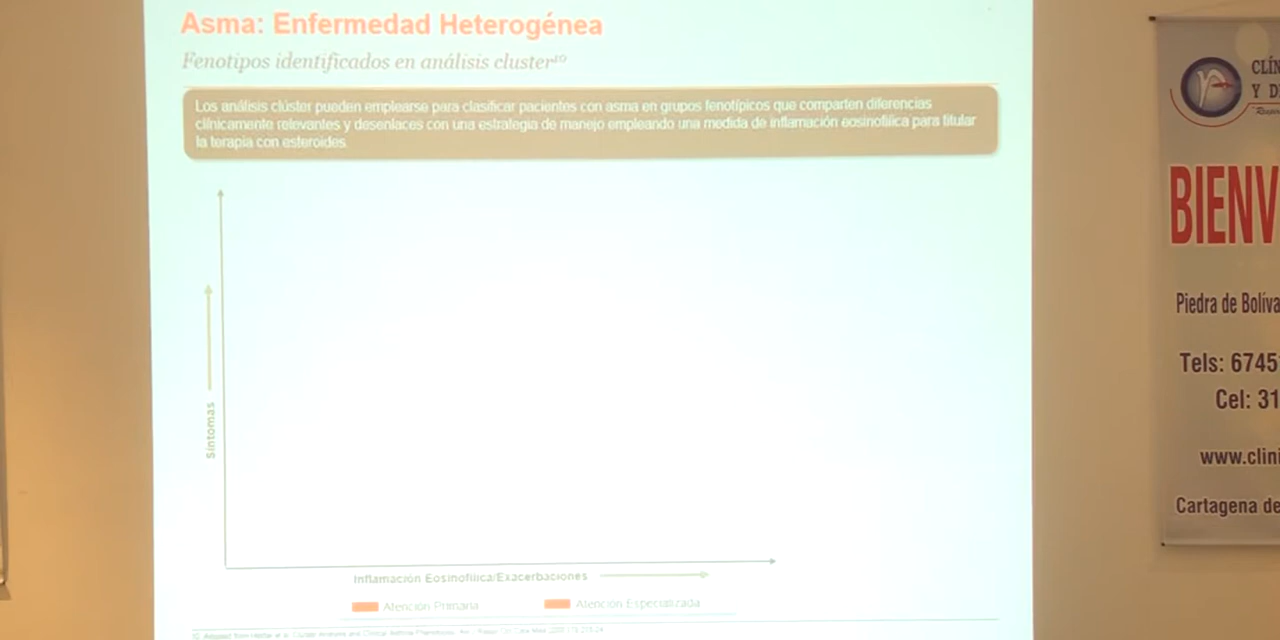 Asma: Enfermedad Heterogénea
Fenotipos identificados en análisis cluster¹⁰
Los análisis clúster pueden emplearse para clasificar pacientes con asma en grupos fenotípicos que comparten diferencias
clínicamente relevantes y desenlaces con una estrategia de manejo empleando una medida de inflamación eosinofílica para titular
la terapia con esteroides
Síntomas
Inflamación Eosinofílica/Exacerbaciones
Atención Primaria
Atención Especializada
CLÍN
Y D
BIENV
Piedra de Bolíva
Tels: 6745
Cel: 31
www.clini
Cartagena de